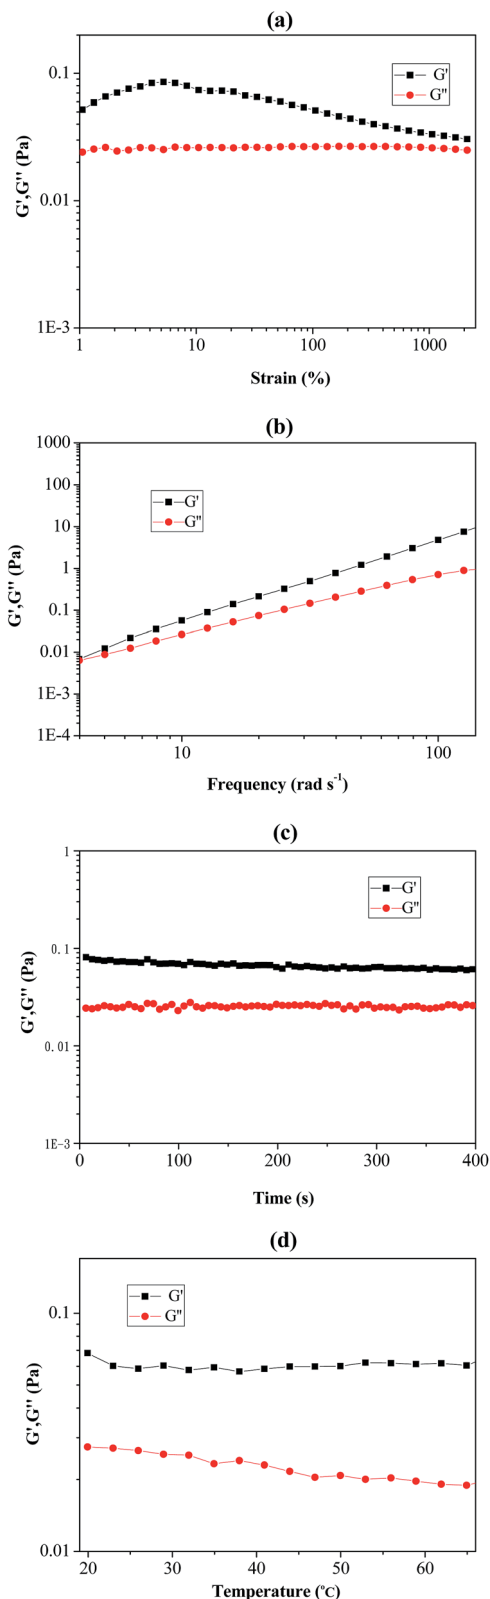 (a)
0.1
G'
G''
G',G'' (Pa)
0.01
1E-3
1 10 100 1000
Strain (%)
(b)
1000
100
G'
G''
10
G',G'' (Pa)
1
0.1
0.01
1E-3
1E-4
10 100
Frequency (rad s-1)
(c)
1
G'
G''
0.1
G',G'' (Pa)
0.01
1E-3
0 100 200 300 400
Time (s)
(d)
G'
0.1
G''
G',G'' (Pa)
0.01
20 30 40 50 60
Temperature (°C)